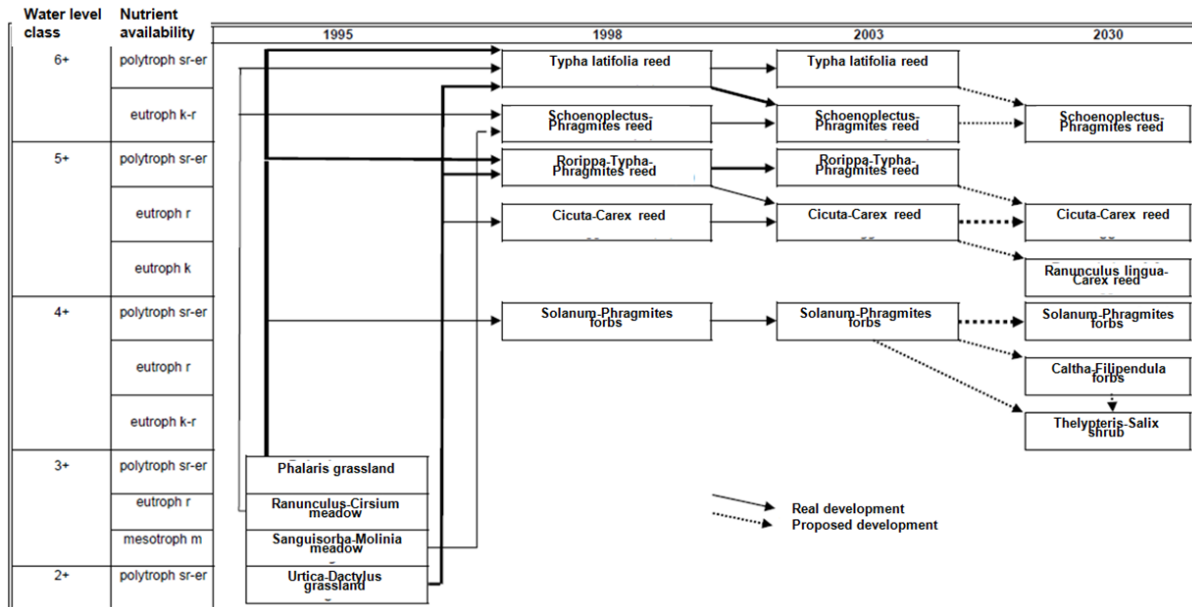 Water level Nutrient
class availability
1995 1998 2003 2030
6+ polytroph sr-er Typha latifolia reed Typha latifolia reed
eutroph k-r Schoenoplectus- Schoenoplectus- Schoenoplectus-
Phragmites reed Phragmites reed Phragmites reed
5+ polytroph sr-er Rorippa-Typha- Rorippa-Typha-
Phragmites reed Phragmites reed
eutroph r Cicuta-Carex reed Cicuta-Carex reed Cicuta-Carex reed
eutroph k Ranunculus lingua-
Carex reed
4+ polytroph sr-er Solanum-Phragmites Solanum-Phragmites Solanum-Phragmites
forbs forbs forbs
eutroph r Caltha-Filipendula
forbs
eutroph k-r Thelypteris-Salix
shrub
3+ polytroph sr-er Phalaris grassland
eutroph r Ranunculus-Cirsium
meadow
Real development
mesotroph m Sanguisorba-Molinia
meadow
Proposed development
2+ polytroph sr-er Urtica-Dactylus
grassland